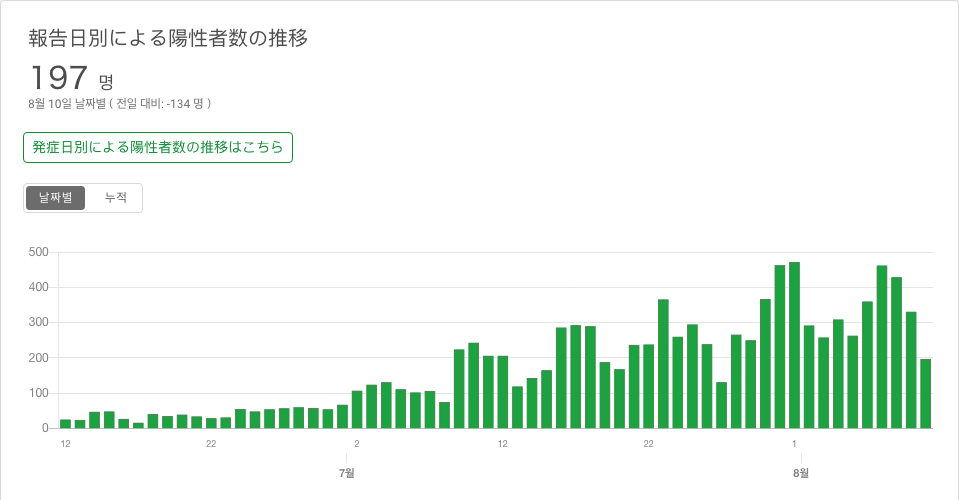 報告日別による陽性者数の推移
197 명
8월 10일 날짜별 ( 전일 대비: -134 명 )
発症日別による陽性者数の推移はこちら
날짜별 누적
500
400
300
200
100
0
12 22 2 12 22 1
7월 8월